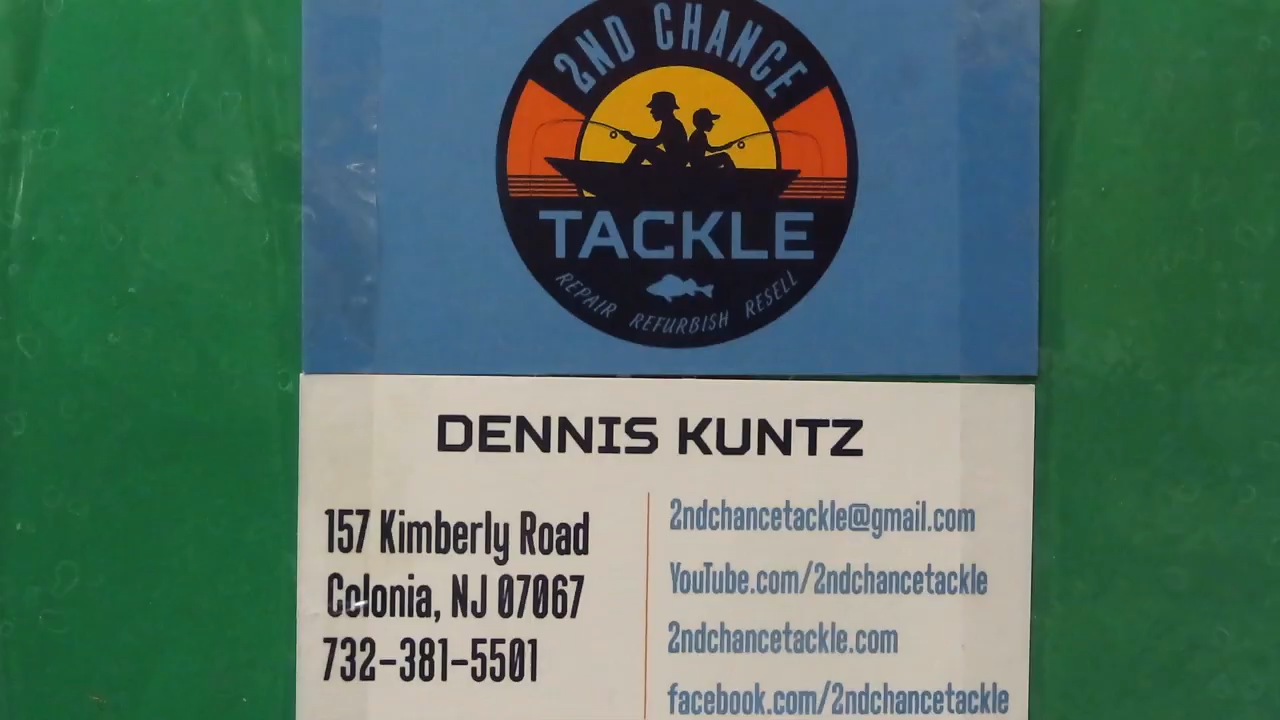 2ND CHANCE
TACKLE
REPAIR REFURBISH RESELL
DENNIS KUNTZ
157 Kimberly Road
Colonia, NJ 07067
732-381-5501
2ndchancetackle@gmail.com
YouTube.com/2ndchancetackle
2ndchancetackle.com
facebook.com/2ndchancetackle